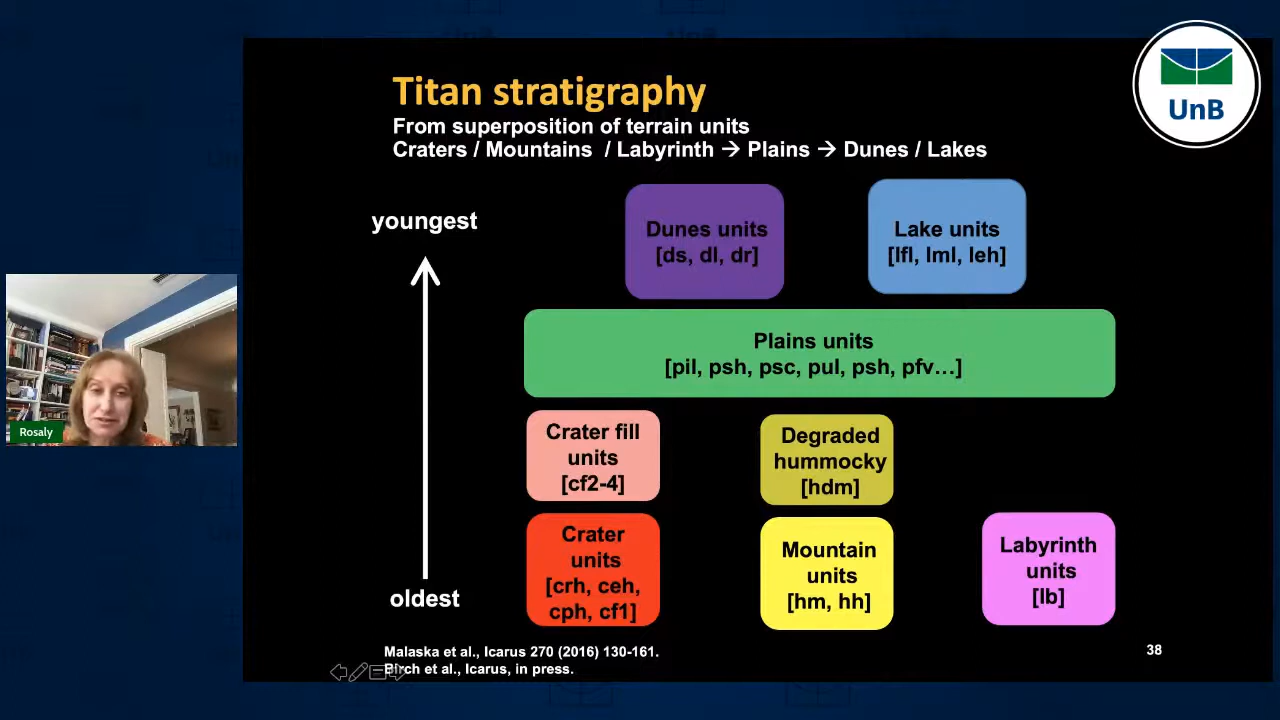 Titan stratigraphy
From superposition of terrain units
Craters / Mountains / Labyrinth → Plains → Dunes / Lakes
UnB
youngest
Dunes units
[ds, dl, dr]
Lake units
[lfl, lml, leh]
Plains units
[pil, psh, psc, pul, psh, pfv...]
Crater fill
units
[cf2-4]
Degraded
hummocky
[hdm]
Crater
units
[crh, ceh,
cph, cf1]
Mountain
units
[hm, hh]
Labyrinth
units
[lb]
oldest
Rosaly
Malaska et al., Icarus 270 (2016) 130-161.
Birch et al., Icarus, in press.
38